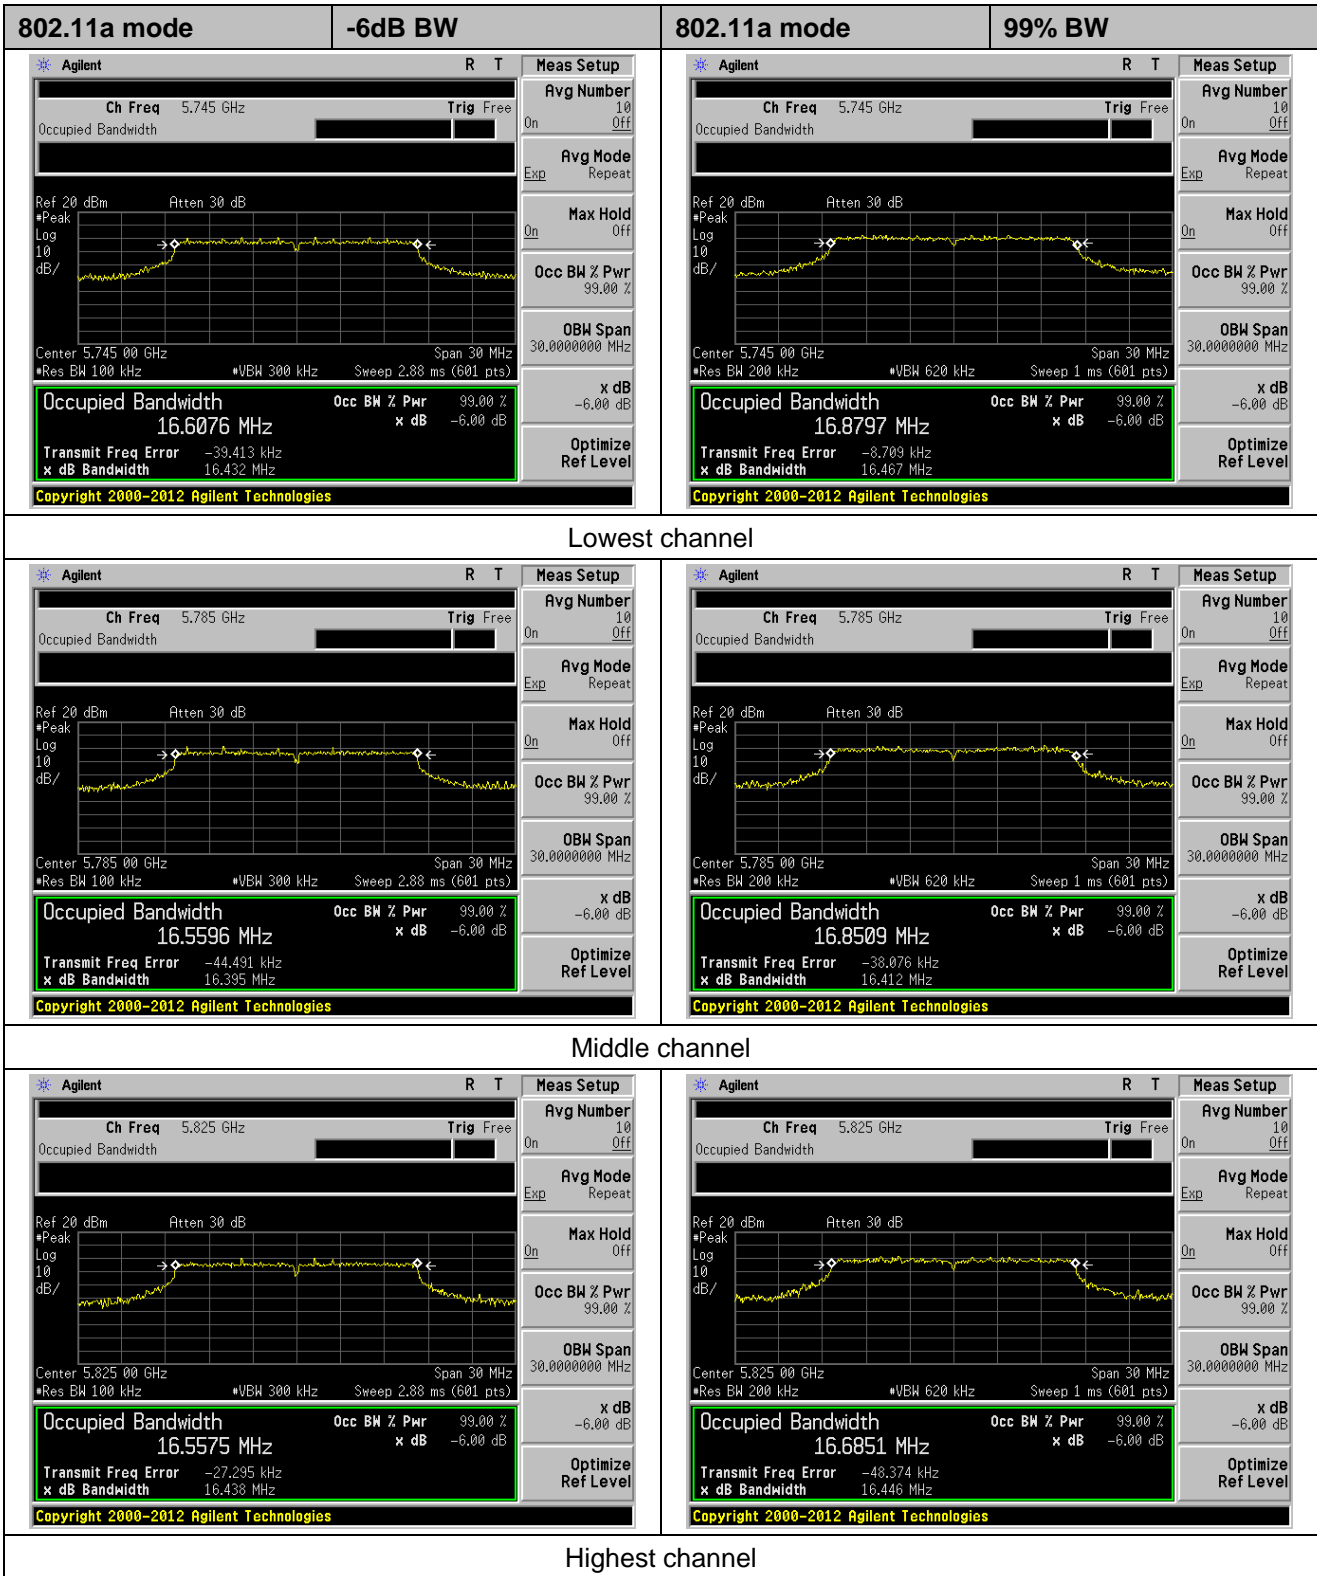 802.11a mode -6dB BW 802.11a mode 99% BW
Agilent R T Meas Setup
Ch Freq 5.745 GHz Trig Free
Occupied Bandwidth
Avg Number
10
On Off
Avg Mode
Exp Repeat
Max Hold
On Off
Occ BW % Pwr
99.00 %
OBW Span
30.0000000 MHz
x dB
-6.00 dB
Optimize
Ref Level
Ref 20 dBm Atten 30 dB
#Peak
Log
10
dB/
Center 5.745 00 GHz Span 30 MHz
#Res BW 100 kHz #VBW 300 kHz Sweep 2.88 ms (601 pts)
Occupied Bandwidth Occ BW % Pwr 99.00 %
16.6076 MHz x dB -6.00 dB
Transmit Freq Error -39.413 kHz
x dB Bandwidth 16.432 MHz
Copyright 2000-2012 Agilent Technologies
Agilent R T Meas Setup
Ch Freq 5.745 GHz Trig Free
Occupied Bandwidth
Avg Number
10
On Off
Avg Mode
Exp Repeat
Max Hold
On Off
Occ BW % Pwr
99.00 %
OBW Span
30.0000000 MHz
x dB
-6.00 dB
Optimize
Ref Level
Ref 20 dBm Atten 30 dB
#Peak
Log
10
dB/
Center 5.745 00 GHz Span 30 MHz
#Res BW 200 kHz #VBW 620 kHz Sweep 1 ms (601 pts)
Occupied Bandwidth Occ BW % Pwr 99.00 %
16.8797 MHz x dB -6.00 dB
Transmit Freq Error -8.709 kHz
x dB Bandwidth 16.467 MHz
Copyright 2000-2012 Agilent Technologies
Lowest channel
Agilent R T Meas Setup
Ch Freq 5.785 GHz Trig Free
Occupied Bandwidth
Avg Number
10
On Off
Avg Mode
Exp Repeat
Max Hold
On Off
Occ BW % Pwr
99.00 %
OBW Span
30.0000000 MHz
x dB
-6.00 dB
Optimize
Ref Level
Ref 20 dBm Atten 30 dB
#Peak
Log
10
dB/
Center 5.785 00 GHz Span 30 MHz
#Res BW 100 kHz #VBW 300 kHz Sweep 2.88 ms (601 pts)
Occupied Bandwidth Occ BW % Pwr 99.00 %
16.5596 MHz x dB -6.00 dB
Transmit Freq Error -44.491 kHz
x dB Bandwidth 16.395 MHz
Copyright 2000-2012 Agilent Technologies
Agilent R T Meas Setup
Ch Freq 5.785 GHz Trig Free
Occupied Bandwidth
Avg Number
10
On Off
Avg Mode
Exp Repeat
Max Hold
On Off
Occ BW % Pwr
99.00 %
OBW Span
30.0000000 MHz
x dB
-6.00 dB
Optimize
Ref Level
Ref 20 dBm Atten 30 dB
#Peak
Log
10
dB/
Center 5.785 00 GHz Span 30 MHz
#Res BW 200 kHz #VBW 620 kHz Sweep 1 ms (601 pts)
Occupied Bandwidth Occ BW % Pwr 99.00 %
16.8509 MHz x dB -6.00 dB
Transmit Freq Error -38.076 kHz
x dB Bandwidth 16.412 MHz
Copyright 2000-2012 Agilent Technologies
Middle channel
Agilent R T Meas Setup
Ch Freq 5.825 GHz Trig Free
Occupied Bandwidth
Avg Number
10
On Off
Avg Mode
Exp Repeat
Max Hold
On Off
Occ BW % Pwr
99.00 %
OBW Span
30.0000000 MHz
x dB
-6.00 dB
Optimize
Ref Level
Ref 20 dBm Atten 30 dB
#Peak
Log
10
dB/
Center 5.825 00 GHz Span 30 MHz
#Res BW 100 kHz #VBW 300 kHz Sweep 2.88 ms (601 pts)
Occupied Bandwidth Occ BW % Pwr 99.00 %
16.5575 MHz x dB -6.00 dB
Transmit Freq Error -27.295 kHz
x dB Bandwidth 16.438 MHz
Copyright 2000-2012 Agilent Technologies
Agilent R T Meas Setup
Ch Freq 5.825 GHz Trig Free
Occupied Bandwidth
Avg Number
10
On Off
Avg Mode
Exp Repeat
Max Hold
On Off
Occ BW % Pwr
99.00 %
OBW Span
30.0000000 MHz
x dB
-6.00 dB
Optimize
Ref Level
Ref 20 dBm Atten 30 dB
#Peak
Log
10
dB/
Center 5.825 00 GHz Span 30 MHz
#Res BW 200 kHz #VBW 620 kHz Sweep 1 ms (601 pts)
Occupied Bandwidth Occ BW % Pwr 99.00 %
16.6851 MHz x dB -6.00 dB
Transmit Freq Error -48.374 kHz
x dB Bandwidth 16.446 MHz
Copyright 2000-2012 Agilent Technologies
Highest channel